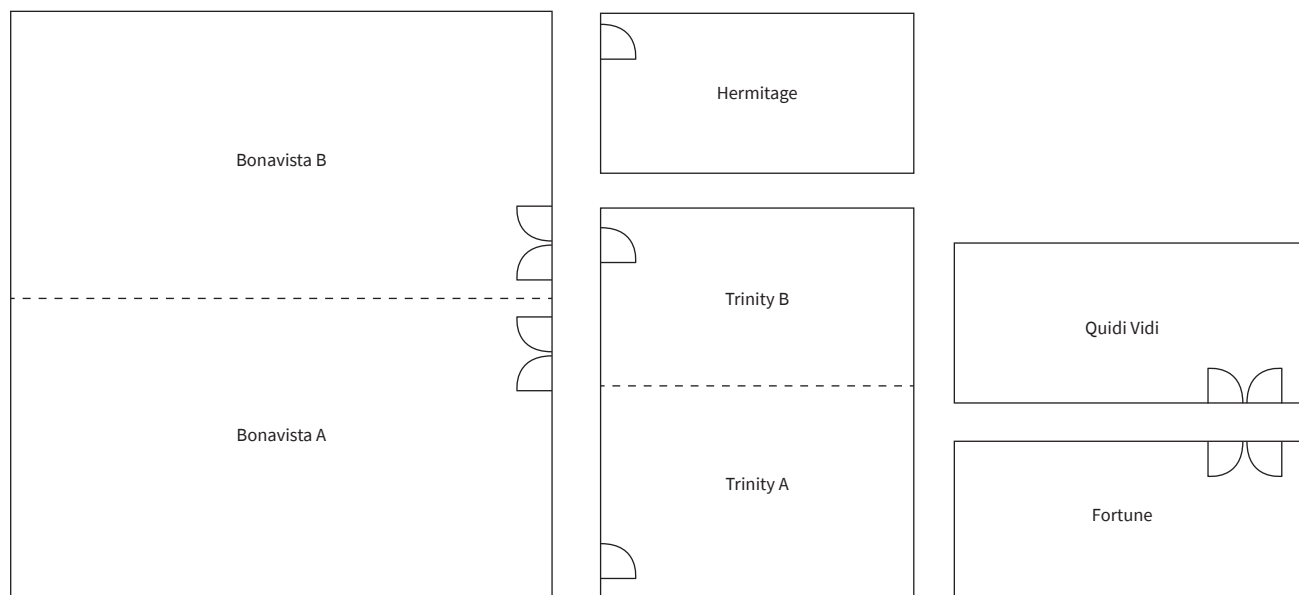 Hermitage
Bonavista B
Trinity B
Quidi Vidi
Bonavista A
Trinity A
Fortune